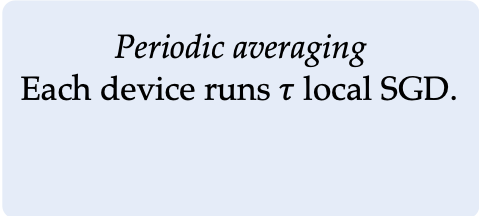 Periodic averaging
Each device runs τ local SGD.